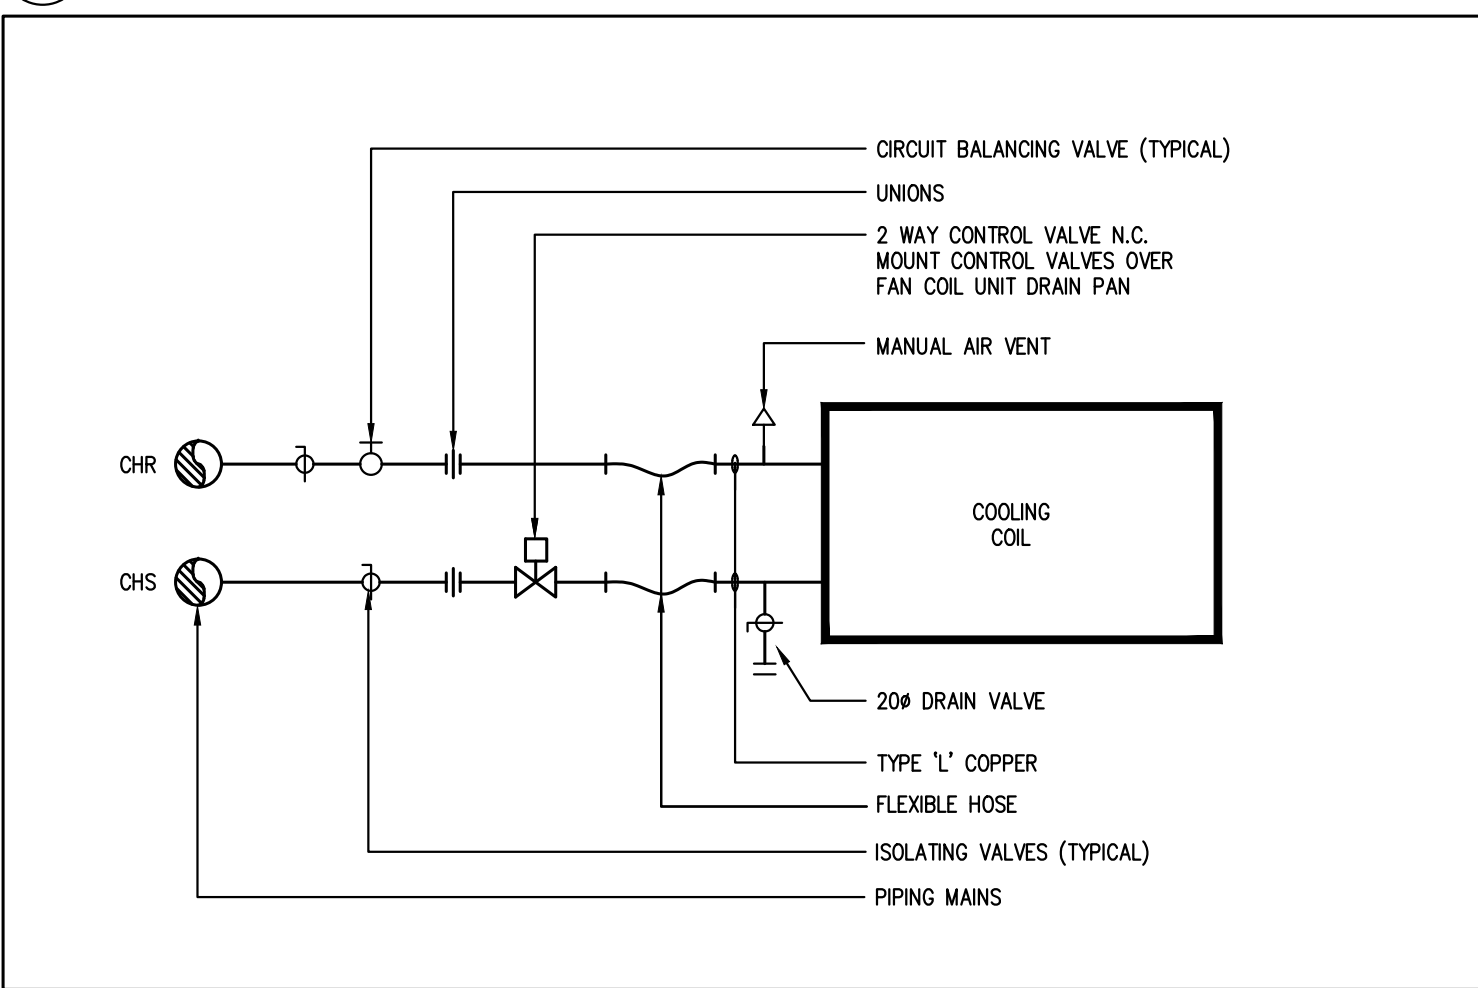 CIRCUIT BALANCING VALVE (TYPICAL)
UNIONS
2 WAY CONTROL VALVE N.C.
MOUNT CONTROL VALVES OVER
FAN COIL UNIT DRAIN PAN
MANUAL AIR VENT
CHR
COOLING
COIL
CHS
20ø DRAIN VALVE
TYPE 'L' COPPER
FLEXIBLE HOSE
ISOLATING VALVES (TYPICAL)
PIPING MAINS